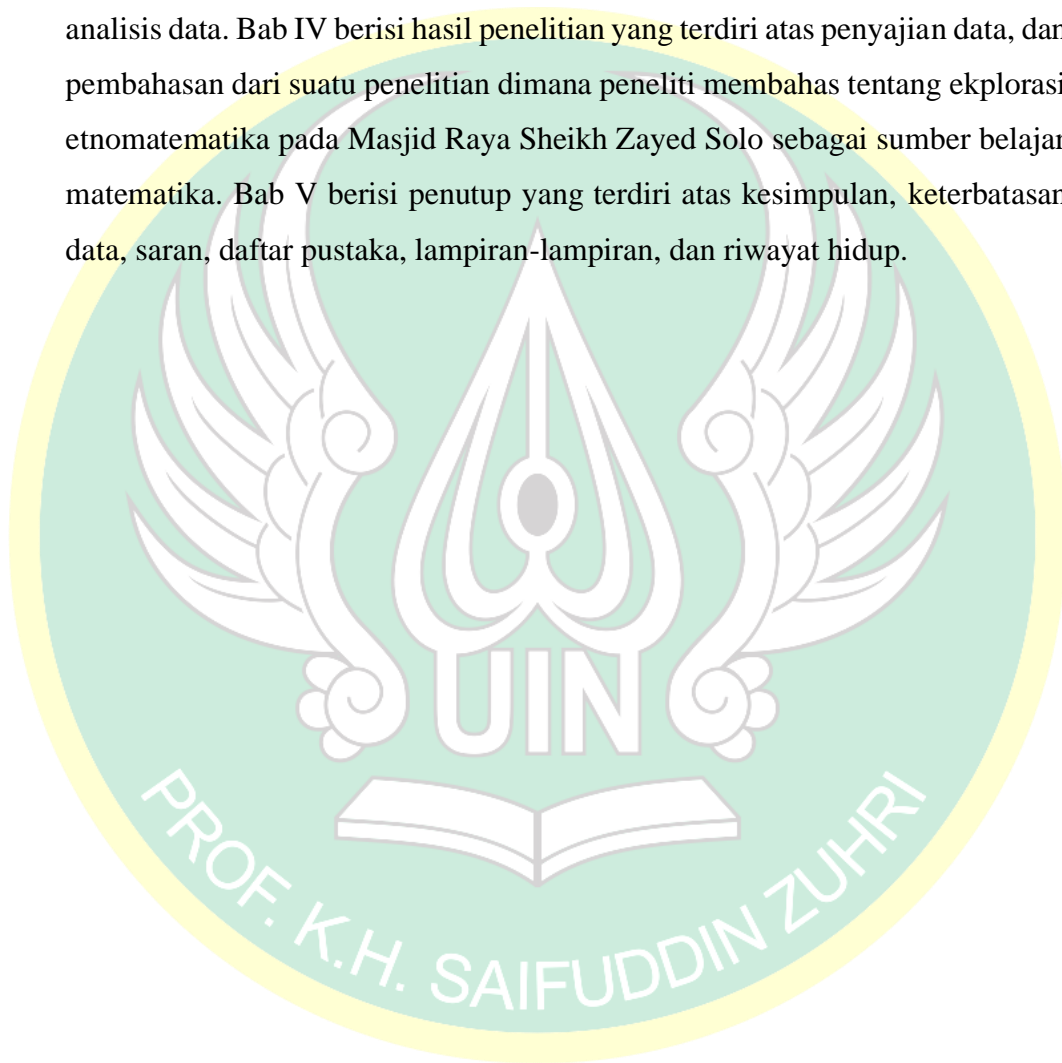 analisis data. Bab IV berisi hasil penelitian yang terdiri atas penyajian data, dan
pembahasan dari suatu penelitian dimana peneliti membahas tentang ekplorasi
etnomatematika pada Masjid Raya Sheikh Zayed Solo sebagai sumber belajar
matematika. Bab V berisi penutup yang terdiri atas kesimpulan, keterbatasan
data, saran, daftar pustaka, lampiran-lampiran, dan riwayat hidup.
UIN
PROF. K.H. SAIFUDDIN ZUHRI